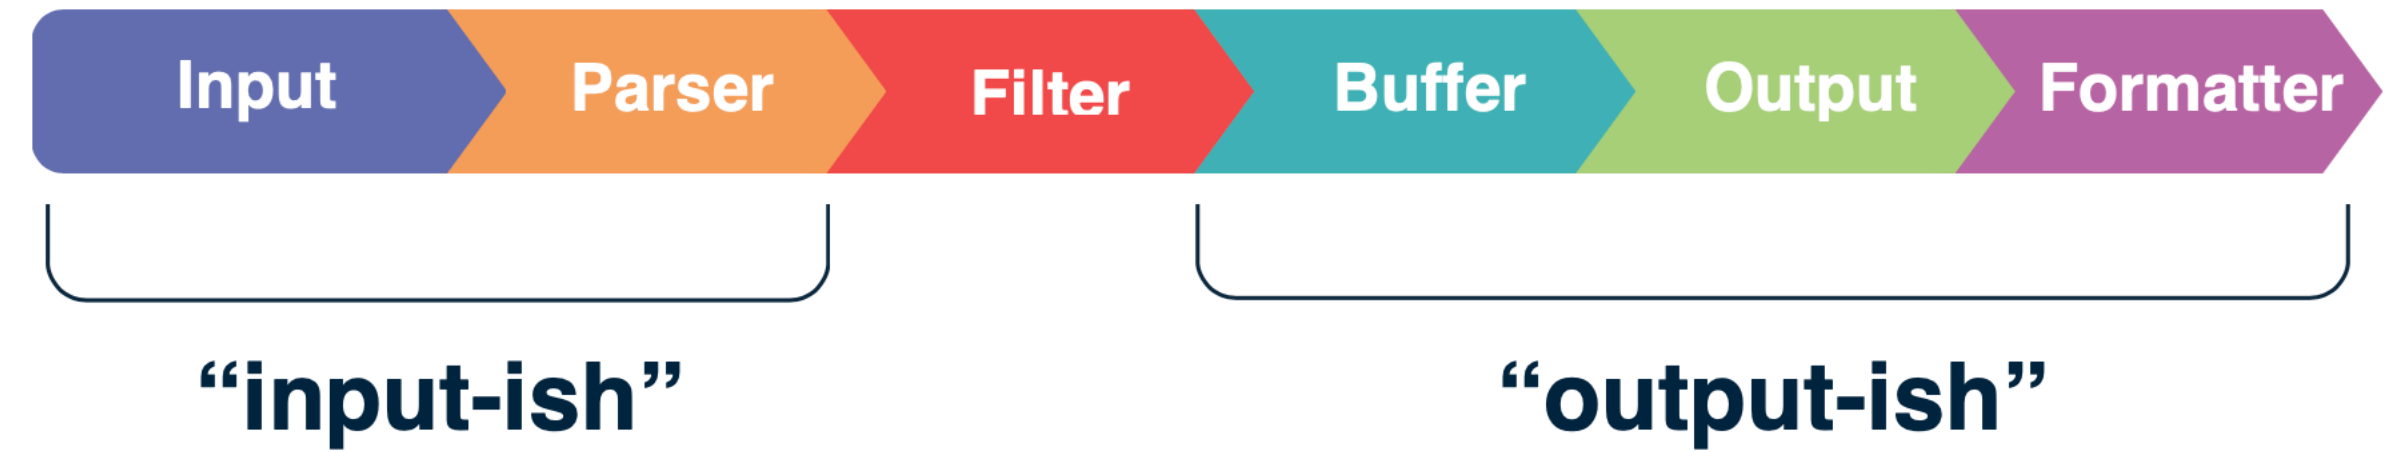 Input Parser Filter Buffer Output Formatter
“input-ish” “output-ish”